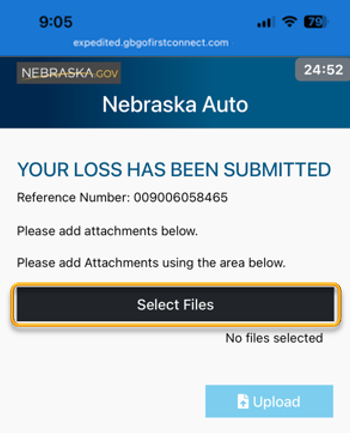 9:05
79
expedited.gbgofirstconnect.com
NEBRASKA.GOV
24:52
Nebraska Auto
YOUR LOSS HAS BEEN SUBMITTED
Reference Number: 009006058465
Please add attachments below.
Please add Attachments using the area below.
Select Files
No files selected
Upload